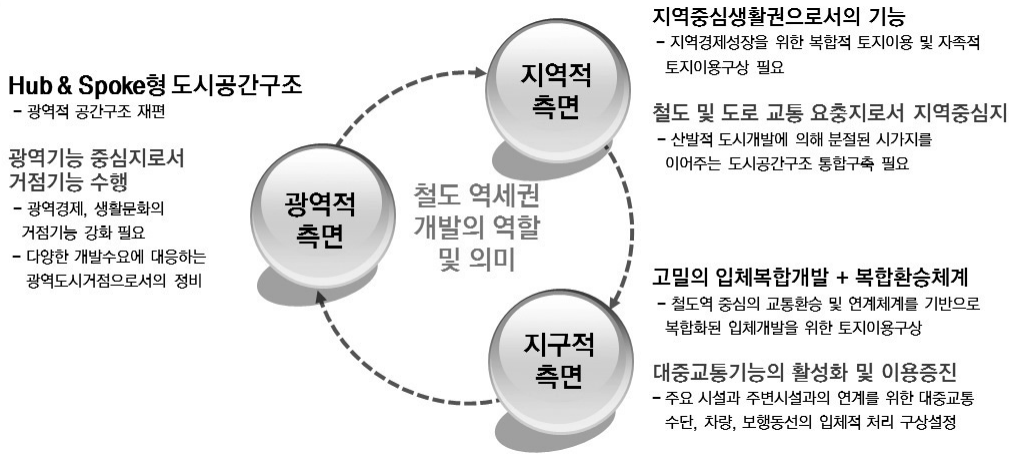 Hub & Spoke형 도시공간구조
– 광역적 공간구조 재편
광역기능 중심지로서
거점기능 수행
– 광역경제, 생활문화의
거점기능 강화 필요
– 다양한 개발수요에 대응하는
광역도시거점으로서의 정비
광역적
측면
철도 역세권
개발의 역할
및 의미
지역적
측면
지역중심생활권으로서의 기능
– 지역경제성장을 위한 복합적 토지이용 및 자족적
토지이용구상 필요
철도 및 도로 교통 요충지로서 지역중심지
– 산발적 도시개발에 의해 분절된 시가지를
이어주는 도시공간구조 통합구축 필요
지구적
측면
고밀의 입체복합개발 + 복합환승체계
– 철도역 중심의 교통환승 및 연계체계를 기반으로
복합화된 입체개발을 위한 토지이용구상
대중교통기능의 활성화 및 이용증진
– 주요 시설과 주변시설과의 연계를 위한 대중교통
수단, 차량, 보행동선의 입체적 처리 구상설정